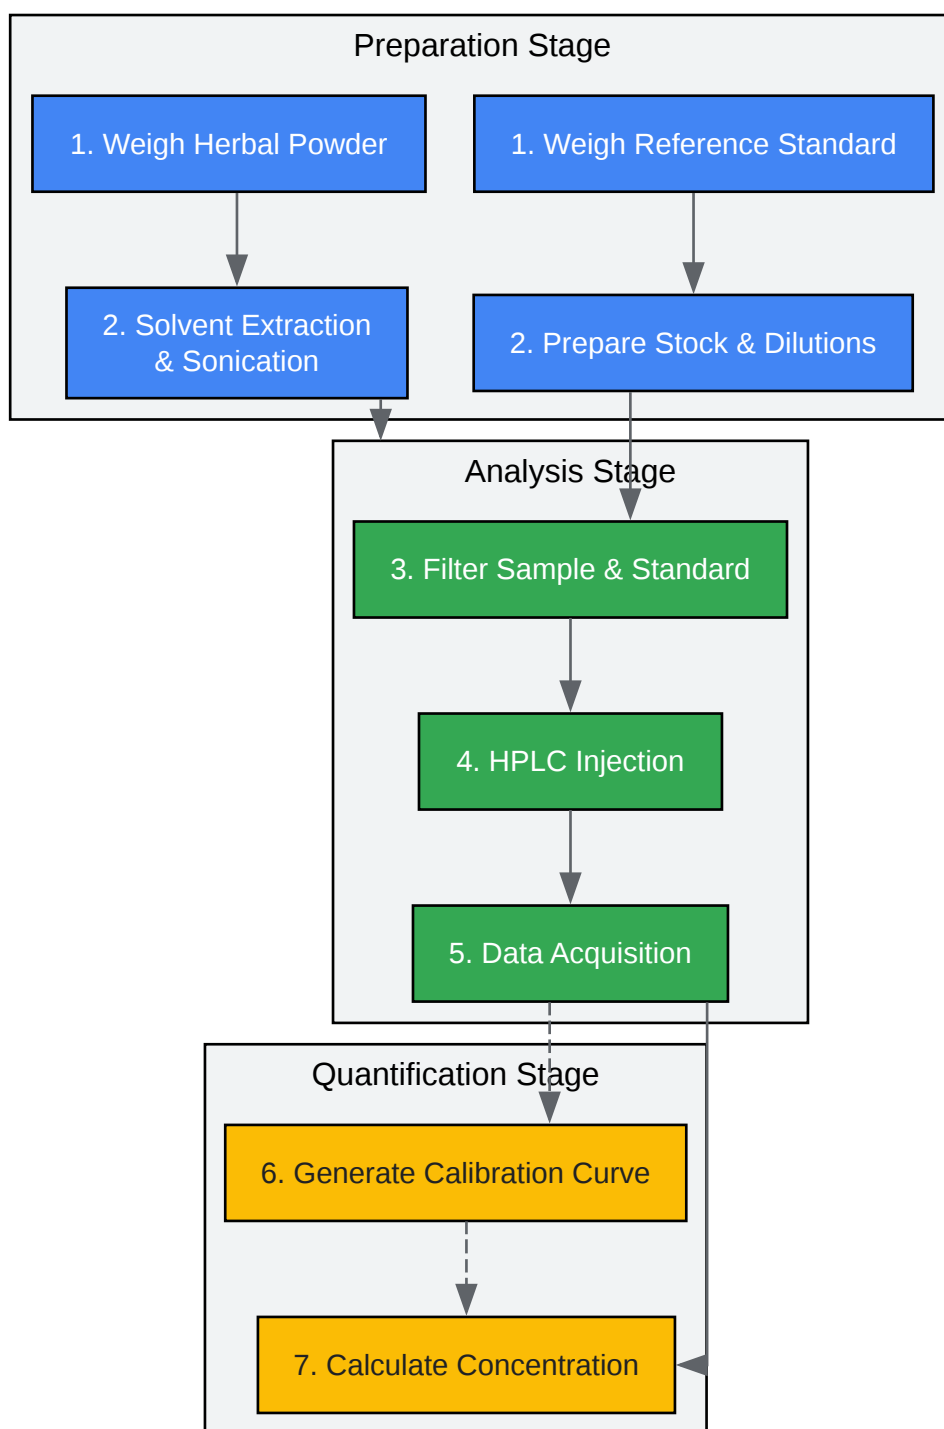 Preparation Stage
1. Weigh Herbal Powder
1. Weigh Reference Standard
2. Solvent Extraction
& Sonication
2. Prepare Stock & Dilutions
Analysis Stage
3. Filter Sample & Standard
4. HPLC Injection
5. Data Acquisition
Quantification Stage
6. Generate Calibration Curve
7. Calculate Concentration